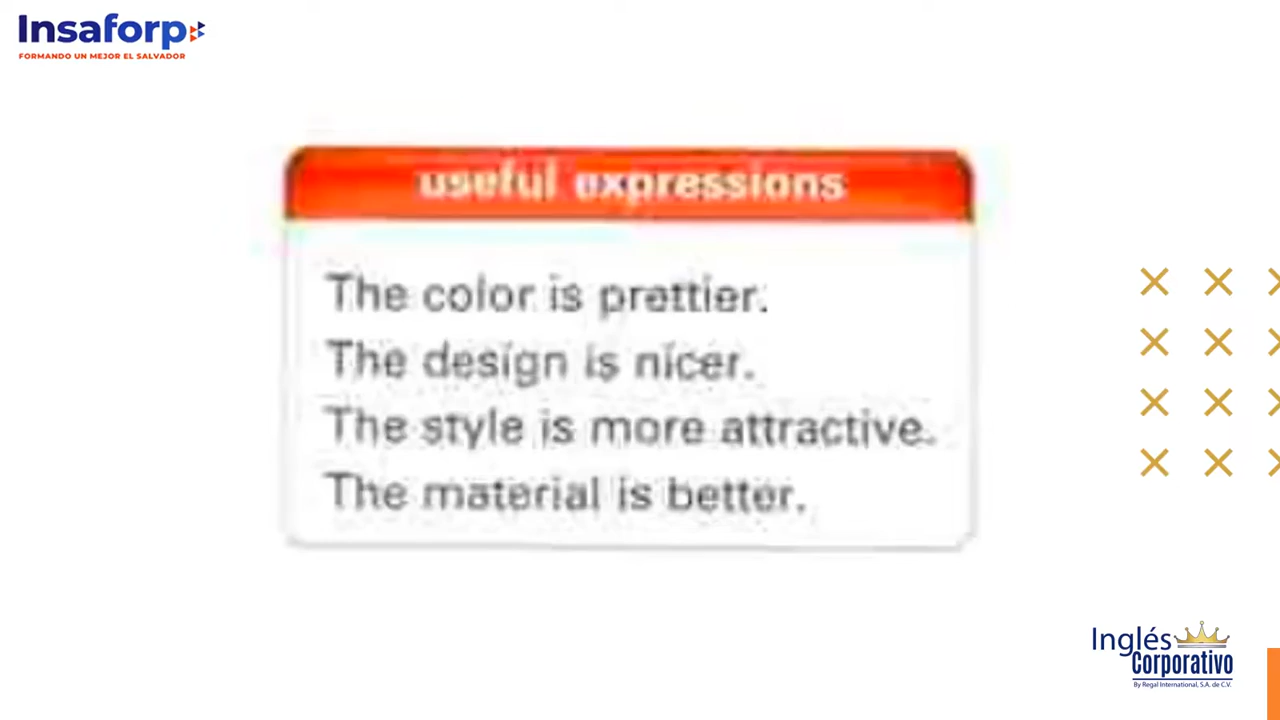 Insaforp
FORMANDO UN MEJOR EL SALVADOR
useful expressions
The color is prettier.
The design is nicer.
The style is more attractive.
The material is better.
Inglés
Corporativo
By Regal International, S.A. de C.V.